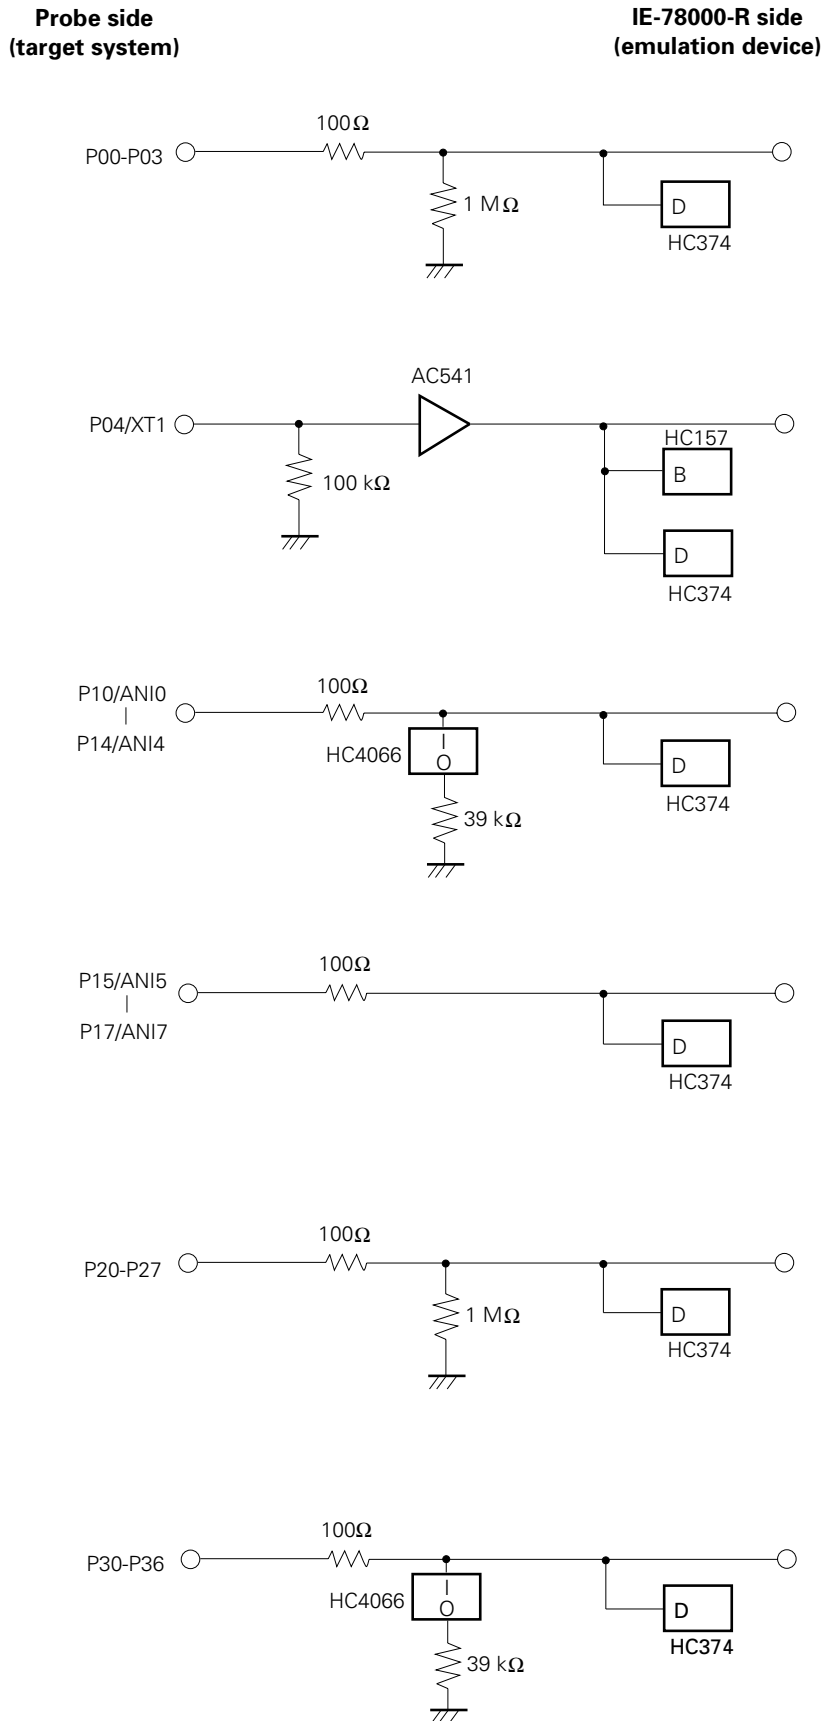 Probe side
(target system)
IE-78000-R side
(emulation device)
100Ω
P00-P03
1 MΩ
D
HC374
AC541
P04/XT1
HC157
B
100 kΩ
D
HC374
P10/ANI0
|
P14/ANI4
100Ω
HC4066
I
O
D
HC374
39 kΩ
P15/ANI5
|
P17/ANI7
100Ω
D
HC374
100Ω
P20-P27
1 MΩ
D
HC374
100Ω
P30-P36
HC4066
I
O
D
HC374
39 kΩ